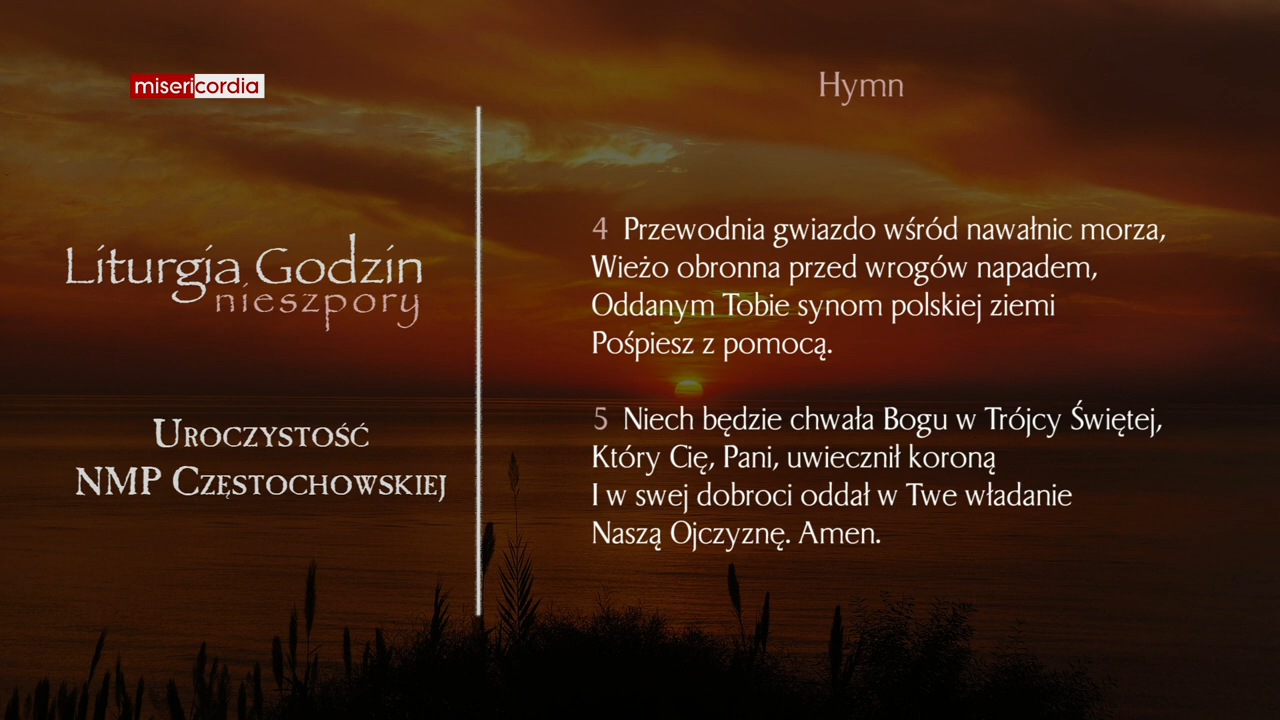 misericordia
Hymn
Liturgia Godzin
nieszpory
Uroczystość
NMP Częstochowskiej
4 Przewodnia gwiazdo wśród nawałnic morza,
Wieżo obronna przed wrogów napadem,
Oddanym Tobie synom polskiej ziemi
Pośpiesz z pomocą.
5 Niech będzie chwała Bogu w Trójcy Świętej,
Który Cię, Pani, uwiecznił koroną
I w swej dobroci oddał w Twe władanie
Naszą Ojczyznę. Amen.